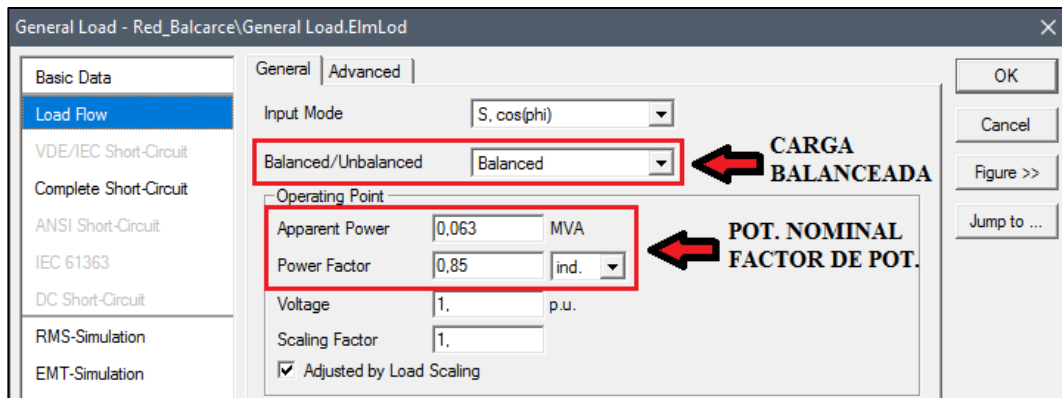 General Load - Red_Balcarce\General Load.ElmLod
Basic Data
Load Flow
VDE/IEC Short-Circuit
Complete Short-Circuit
ANSI Short-Circuit
IEC 61363
DC Short-Circuit
RMS-Simulation
EMT-Simulation
General
Advanced
Input Mode S, cos(phi)
Balanced/Unbalanced Balanced
CARGA
BALANCEADA
Operating Point
Apparent Power 0,063 MVA
Power Factor 0,85 ind.
POT. NOMINAL
FACTOR DE POT.
Voltage 1, p.u.
Scaling Factor 1,
Adjusted by Load Scaling
OK
Cancel
Figure >>
Jump to ...